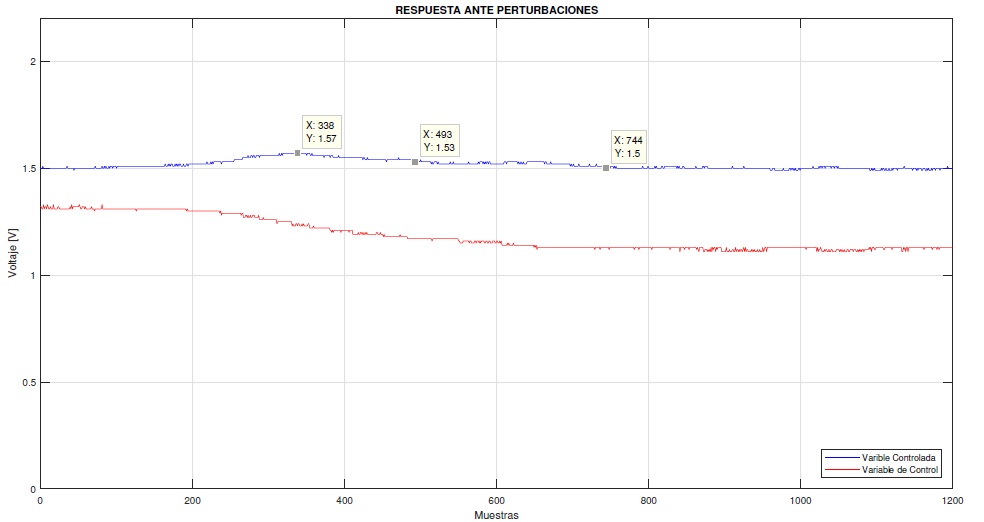 RESPUESTA ANTE PERTURBACIONES
2
X: 338
Y: 1.57
X: 493
Y: 1.53
X: 744
Y: 1.5
1.5
Voltaje [V]
1
0.5
Varible Controlada
Variable de Control
0
0 200 400 600 800 1000 1200
Muestras